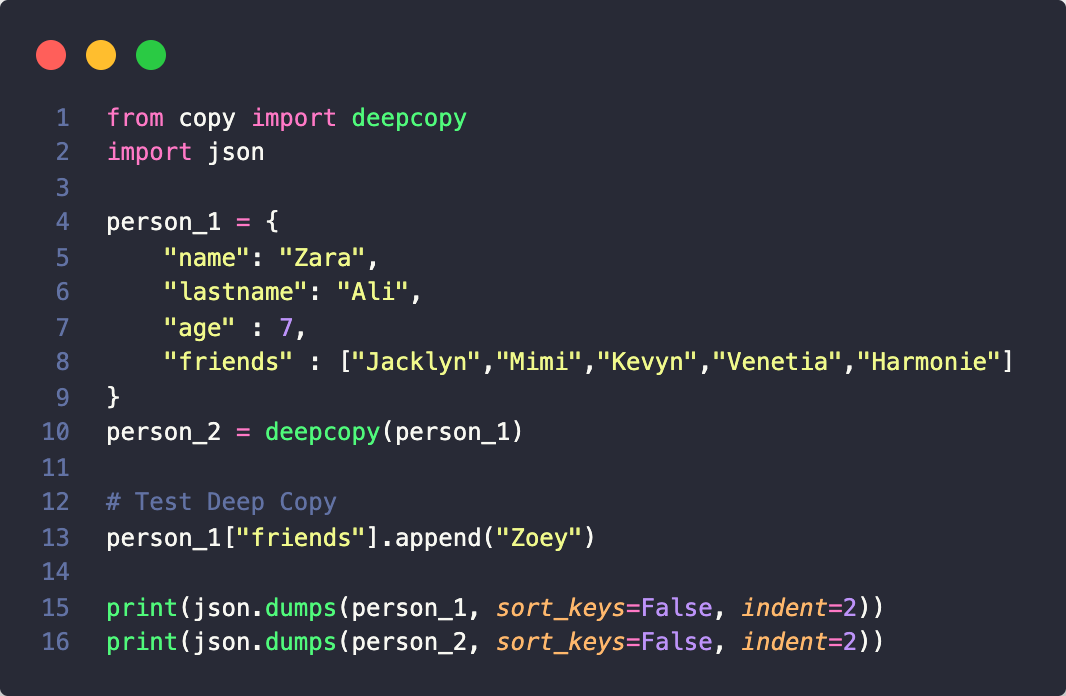 1 from copy import deepcopy
2 import json
3
4 person_1 = {
5     "name": "Zara",
6     "lastname": "Ali",
7     "age" : 7,
8     "friends" : ["Jacklyn","Mimi","Kevyn","Venetia","Harmonie"]
9 }
10 person_2 = deepcopy(person_1)
11
12 # Test Deep Copy
13 person_1["friends"].append("Zoey")
14
15 print(json.dumps(person_1, sort_keys=False, indent=2))
16 print(json.dumps(person_2, sort_keys=False, indent=2))